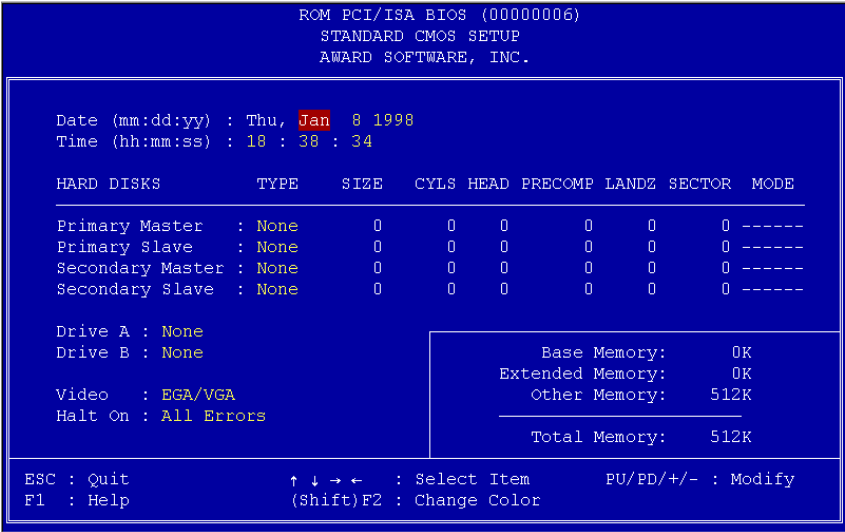 ROM PCI/ISA BIOS (00000006)
STANDARD CMOS SETUP
AWARD SOFTWARE, INC.
Date (mm:dd:yy) : Thu, Jan 8 1998
Time (hh:mm:ss) : 18 : 38 : 34
HARD DISKS TYPE SIZE CYLS HEAD PRECOMP LANDZ SECTOR MODE
Primary Master : None 0 0 0 0 0 0 ------
Primary Slave : None 0 0 0 0 0 0 ------
Secondary Master : None 0 0 0 0 0 0 ------
Secondary Slave : None 0 0 0 0 0 0 ------
Drive A : None
Drive B : None
Video : EGA/VGA
Halt On : All Errors
Base Memory: 0K
Extended Memory: 0K
Other Memory: 512K
Total Memory: 512K
ESC : Quit ↑ ↓ → ← : Select Item PU/PD/+/- : Modify
F1 : Help (Shift)F2 : Change Color